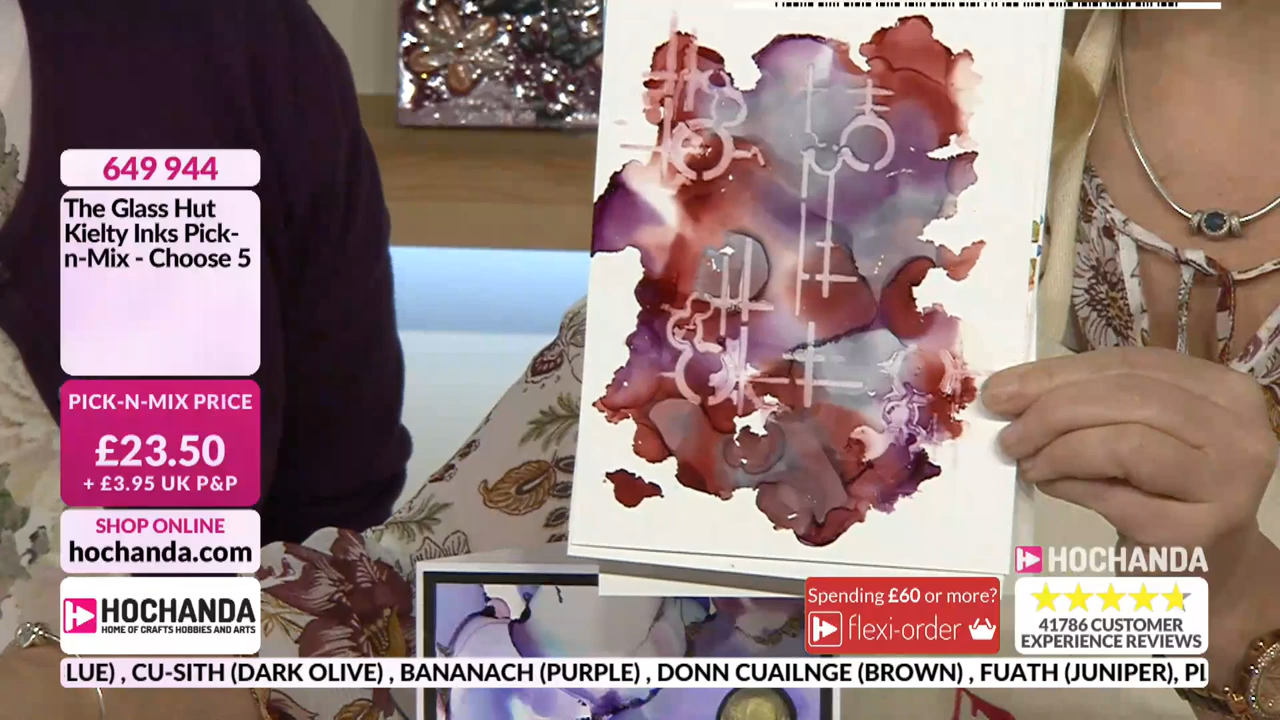 649 944
The Glass Hut
Kielty Inks Pick-
n-Mix - Choose 5
PICK-N-MIX PRICE
£23.50
+ £3.95 UK P&P
SHOP ONLINE
hochanda.com
HOCHANDA
HOME OF CRAFTS HOBBIES AND ARTS
Spending £60 or more?
flexi-order
HOCHANDA
41786 CUSTOMER
EXPERIENCE REVIEWS
LUE) , CU-SITH (DARK OLIVE) , BANANACH (PURPLE) , DONN CUAILNGE (BROWN) , FUATH (JUNIPER), PI